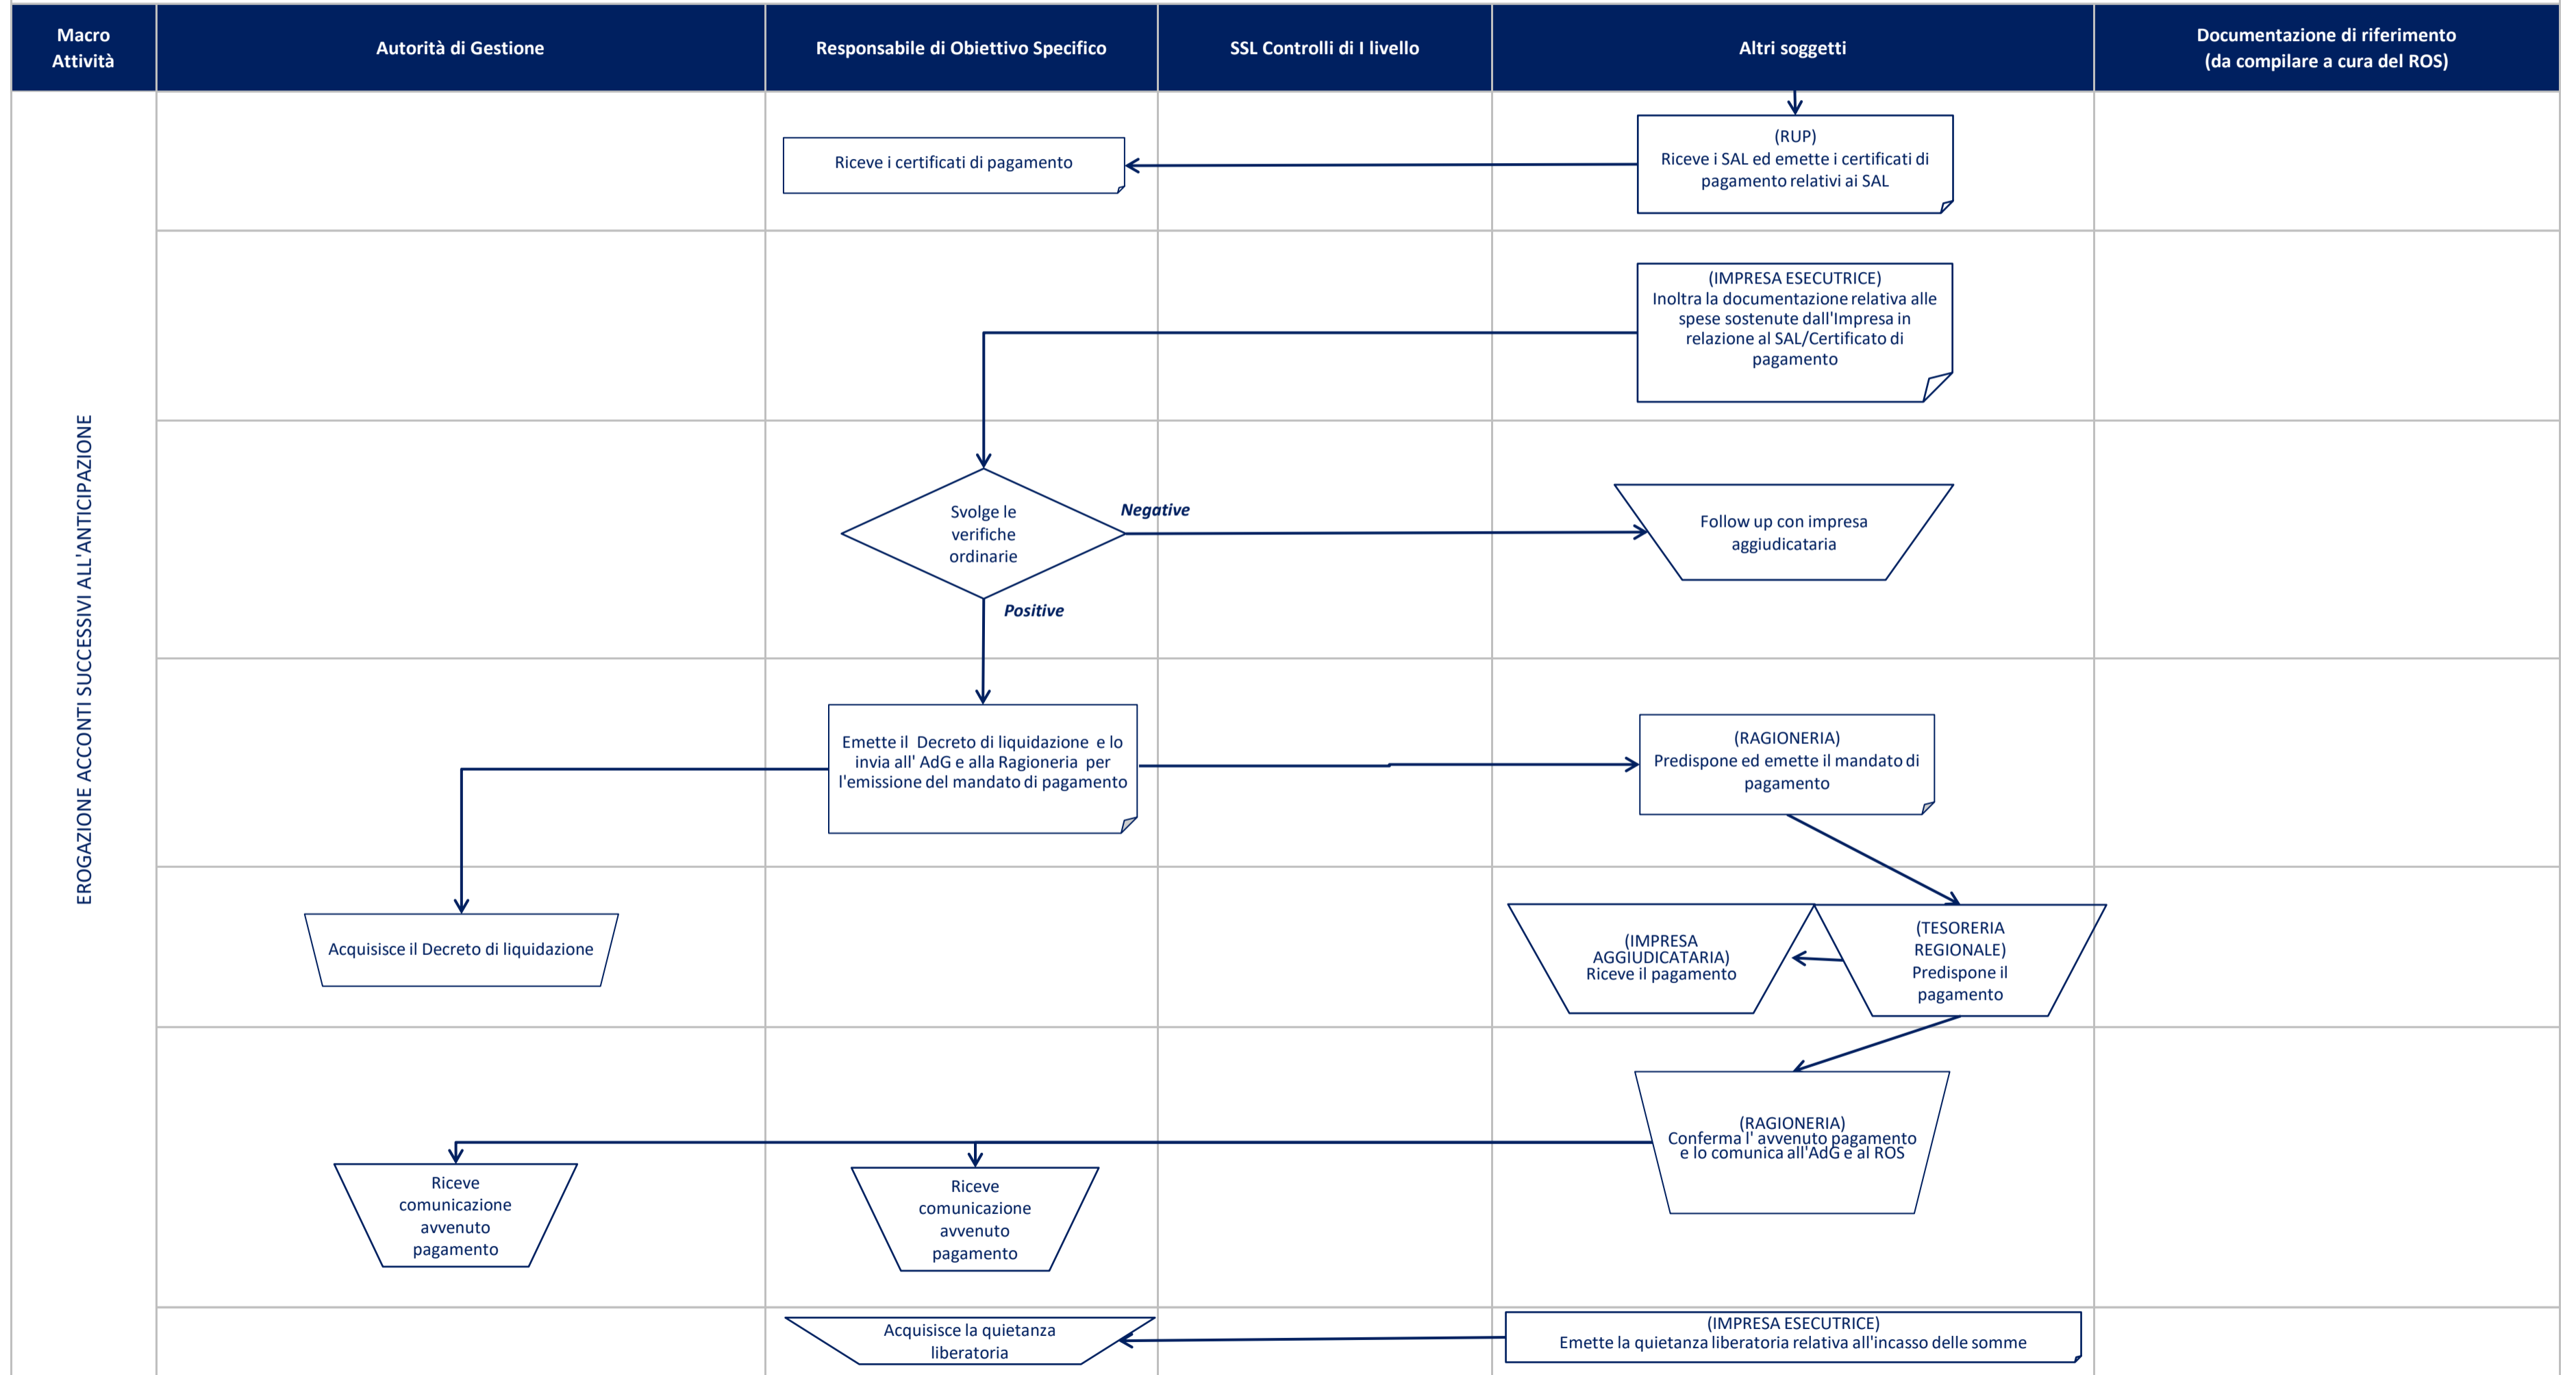 Macro
Attività
Autorità di Gestione
Responsabile di Obiettivo Specifico
SSL Controlli di I livello
Altri soggetti
Documentazione di riferimento
(da compilare a cura del ROS)
EROGAZIONE ACCONTI SUCCESSIVI ALL'ANTICIPAZIONE
Riceve i certificati di pagamento
(RUP)
Riceve i SAL ed emette i certificati di
pagamento relativi ai SAL
(IMPRESA ESECUTRICE)
Inoltra la documentazione relativa alle
spese sostenute dall'Impresa in
relazione al SAL/Certificato di
pagamento
Svolge le
verifiche
ordinarie
Negative
Positive
Follow up con impresa
aggiudicataria
Emette il Decreto di liquidazione e lo
invia all' AdG e alla Ragioneria per
l'emissione del mandato di pagamento
(RAGIONERIA)
Predispone ed emette il mandato di
pagamento
Acquisisce il Decreto di liquidazione
(IMPRESA
AGGIUDICATARIA)
Riceve il pagamento
(TESORERIA
REGIONALE)
Predispone il
pagamento
(RAGIONERIA)
Conferma l' avvenuto pagamento
e lo comunica all'AdG e al ROS
Riceve
comunicazione
avvenuto
pagamento
Riceve
comunicazione
avvenuto
pagamento
Acquisisce la quietanza
liberatoria
(IMPRESA ESECUTRICE)
Emette la quietanza liberatoria relativa all'incasso delle somme